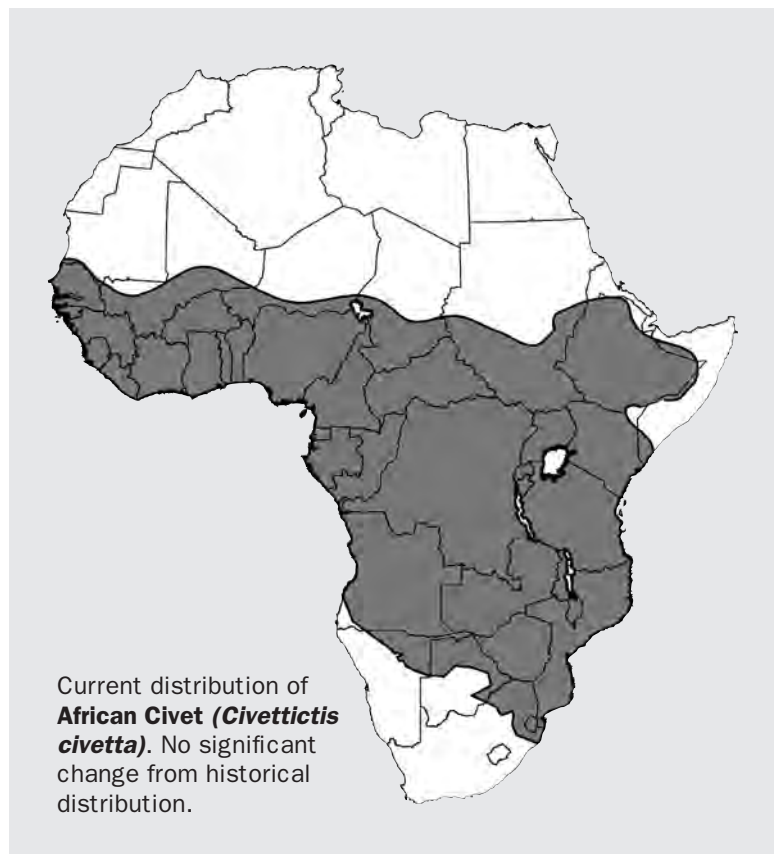 Current distribution of
African Civet (Civettictis
civetta). No significant
change from historical
distribution.